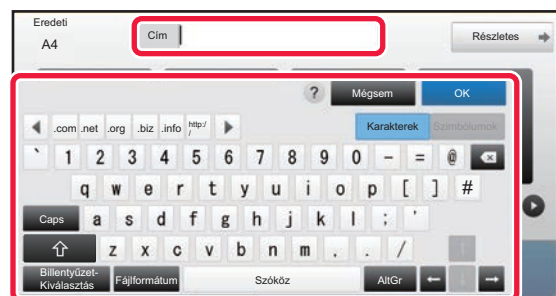 Eredeti
A4
Cím
Részletes
? Mégsem OK
.com .net .org .biz .info http:/
/
Karakterek Szimbólumok
` 1 2 3 4 5 6 7 8 9 0 - = @
q w e r t y u i o p [ ] #
Caps a s d f g h j k l ; '
z x c v b n m , . /
Billentyűzet-
Kiválasztás
Fájlformátum Szóköz AltGr